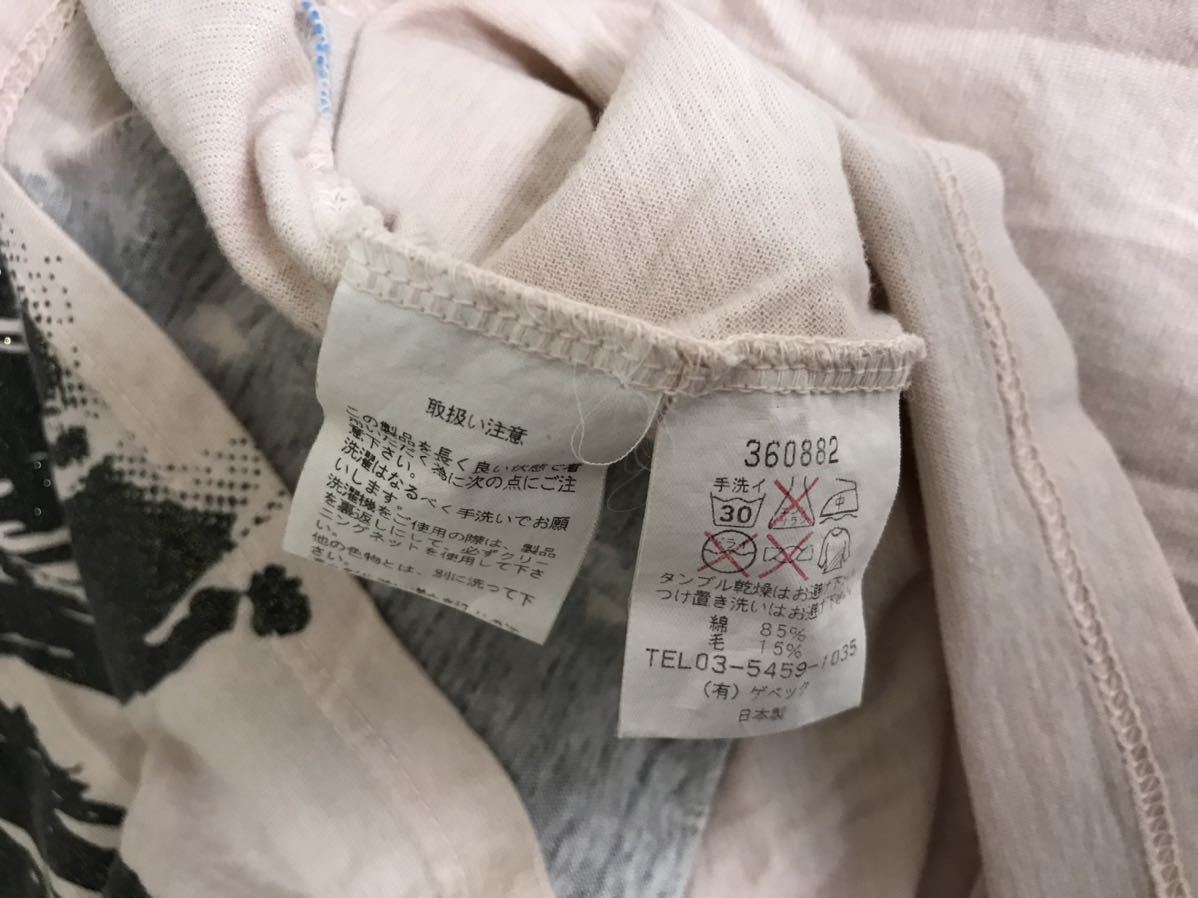 取扱い注意
この製品を長く良い状態で着
ていただく為に次の点にご注
意下さい。
洗濯はなるべく手洗いでお願
いします。
洗濯機をご使用の際は、製品
を裏返しにして、必ずクリー
ニングネットを使用して下さ
い。
他の色物とは、別に洗って下
さい。
360882
手洗イ
30
中
タンブル乾燥はお避け下
つけ置き洗いはお避け下
綿 85%
毛 15%
TEL03-5459-1035
(有)ゲベック
日本製